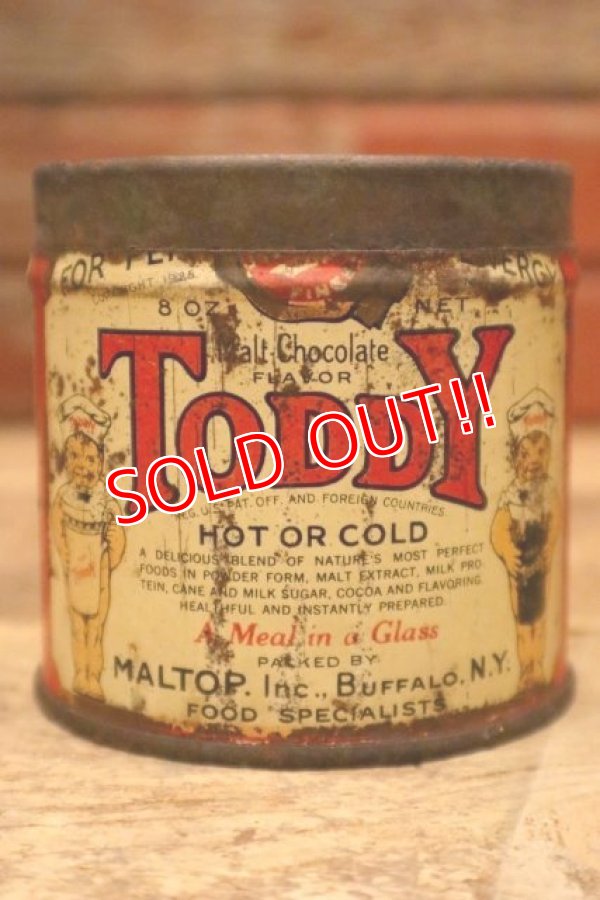 FOR
8 OZ. NET
Malt Chocolate
FLAVOR
TODDY
SOLD OUT!!
REG. U.S. PAT. OFF. AND FOREIGN COUNTRIES
HOT OR COLD
A DELICIOUS BLEND OF NATURE'S MOST PERFECT
FOODS IN POWDER FORM, MALT EXTRACT, MILK PRO-
TEIN, CANE AND MILK SUGAR, COCOA AND FLAVORING.
HEALTHFUL AND INSTANTLY PREPARED.
A Meal in a Glass
PACKED BY
MALTOP. Inc., BUFFALO, N.Y.
FOOD SPECIALISTS